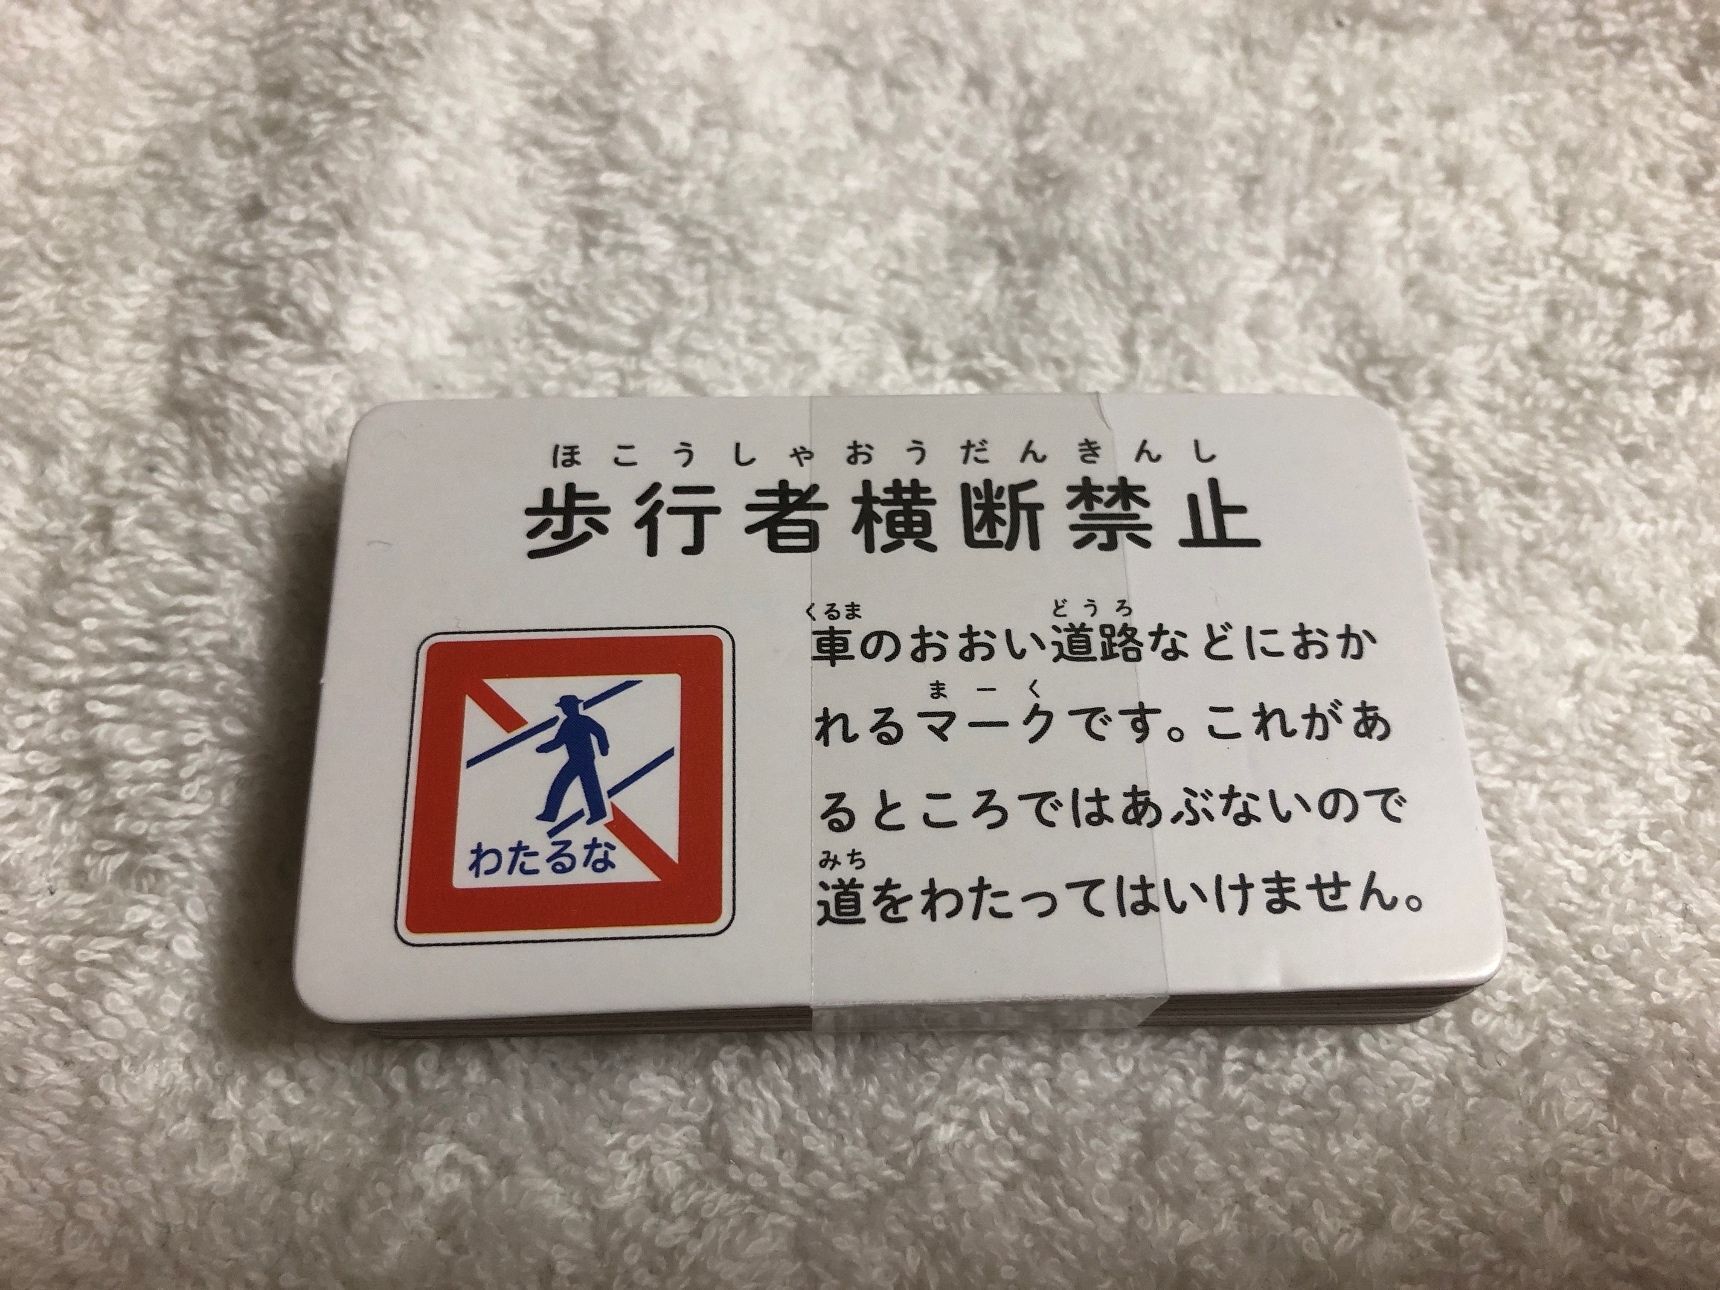 ほこうしゃおうだんきんし
歩行者横断禁止
くるま どうろ
車のおおい道路などにおか
まーく
れるマークです。これがあ
るところではあぶないので
みち
道をわたってはいけません。
わたるな